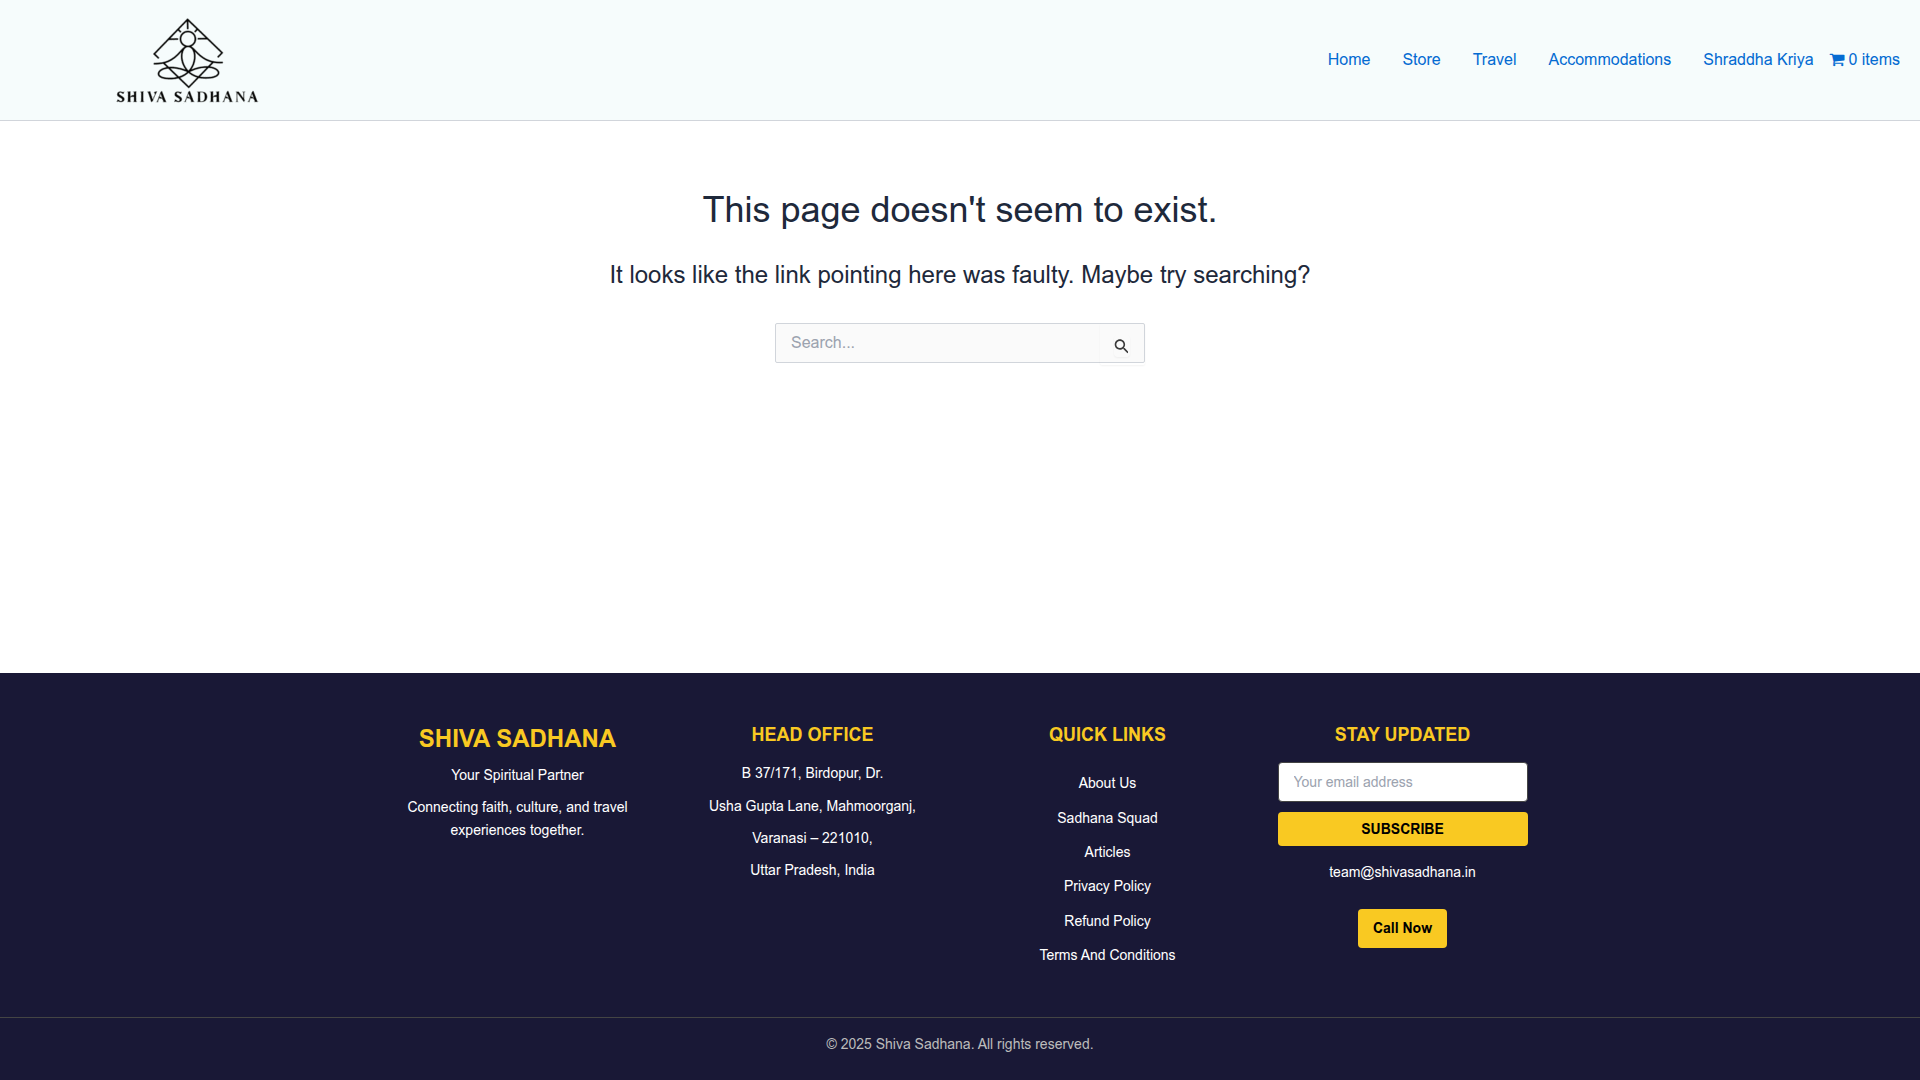 SHIVA SADHANA
Home
Store
Travel
Accommodations
Shraddha Kriya
0 items
This page doesn't seem to exist.
It looks like the link pointing here was faulty. Maybe try searching?
Search...
SHIVA SADHANA
Your Spiritual Partner
Connecting faith, culture, and travel
experiences together.
HEAD OFFICE
B 37/171, Birdopur, Dr.
Usha Gupta Lane, Mahmoorganj,
Varanasi – 221010,
Uttar Pradesh, India
QUICK LINKS
About Us
Sadhana Squad
Articles
Privacy Policy
Refund Policy
Terms And Conditions
STAY UPDATED
Your email address
SUBSCRIBE
team@shivasadhana.in
Call Now
© 2025 Shiva Sadhana. All rights reserved.